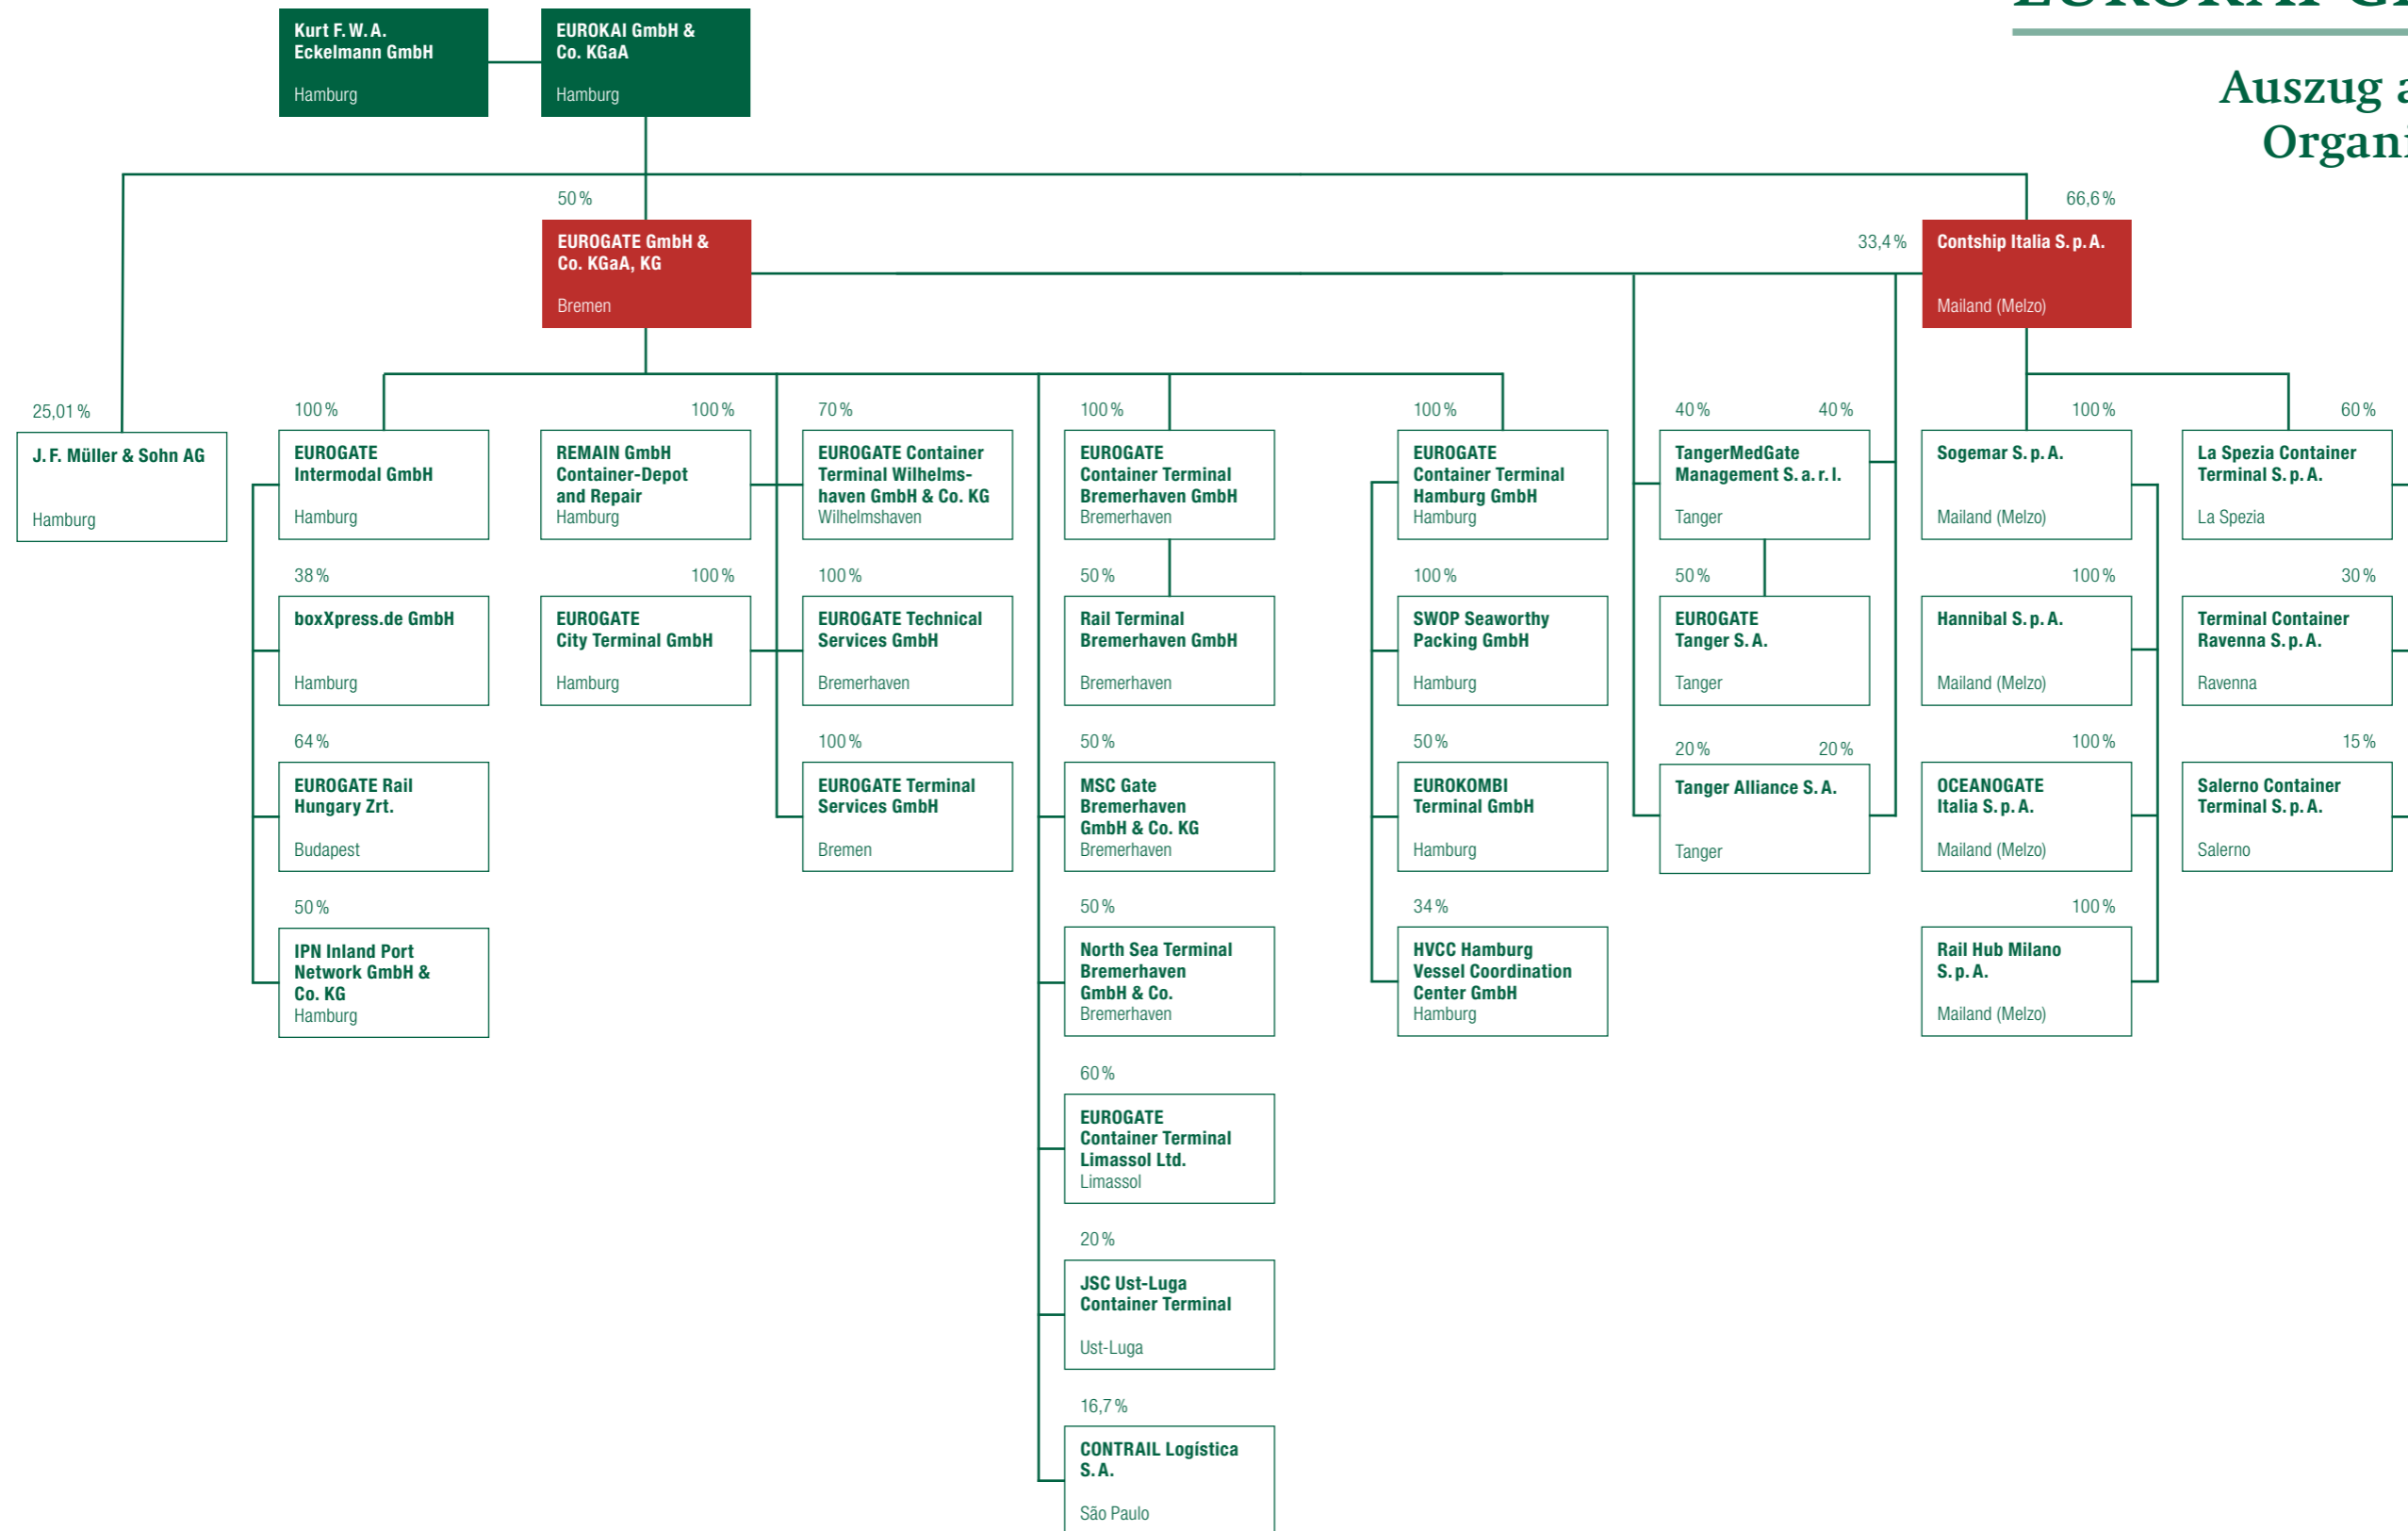 EUROKAI G
Auszug a
Organi
Kurt F. W. A.
Eckelmann GmbH
Hamburg
EUROKAI GmbH &
Co. KGaA
Hamburg
50 %
EUROGATE GmbH &
Co. KGaA, KG
Bremen
66,6 %
33,4 %
Contship Italia S. p. A.
Mailand (Melzo)
25,01 %
J. F. Müller & Sohn AG
Hamburg
100 %
EUROGATE
Intermodal GmbH
Hamburg
38 %
boxXpress.de GmbH
Hamburg
64 %
EUROGATE Rail
Hungary Zrt.
Budapest
50 %
IPN Inland Port
Network GmbH &
Co. KG
Hamburg
100 %
REMAIN GmbH
Container-Depot
and Repair
Hamburg
100 %
EUROGATE
City Terminal GmbH
Hamburg
70 %
EUROGATE Container
Terminal Wilhelms-
haven GmbH & Co. KG
Wilhelmshaven
100 %
EUROGATE Technical
Services GmbH
Bremerhaven
100 %
EUROGATE Terminal
Services GmbH
Bremen
100 %
EUROGATE
Container Terminal
Bremerhaven GmbH
Bremerhaven
50 %
Rail Terminal
Bremerhaven GmbH
Bremerhaven
50 %
MSC Gate
Bremerhaven
GmbH & Co. KG
Bremerhaven
50 %
North Sea Terminal
Bremerhaven
GmbH & Co.
Bremerhaven
60 %
EUROGATE
Container Terminal
Limassol Ltd.
Limassol
20 %
JSC Ust-Luga
Container Terminal
Ust-Luga
16,7 %
CONTRAIL Logística
S. A.
São Paulo
100 %
EUROGATE
Container Terminal
Hamburg GmbH
Hamburg
100 %
SWOP Seaworthy
Packing GmbH
Hamburg
50 %
EUROKOMBI
Terminal GmbH
Hamburg
34 %
HVCC Hamburg
Vessel Coordination
Center GmbH
Hamburg
40 % 40 %
TangerMedGate
Management S. a. r. l.
Tanger
50 %
EUROGATE
Tanger S. A.
Tanger
20 % 20 %
Tanger Alliance S. A.
Tanger
100 %
Sogemar S. p. A.
Mailand (Melzo)
100 %
Hannibal S. p. A.
Mailand (Melzo)
100 %
OCEANOGATE
Italia S. p. A.
Mailand (Melzo)
100 %
Rail Hub Milano
S. p. A.
Mailand (Melzo)
60 %
La Spezia Container
Terminal S. p. A.
La Spezia
30 %
Terminal Container
Ravenna S. p. A.
Ravenna
15 %
Salerno Container
Terminal S. p. A.
Salerno